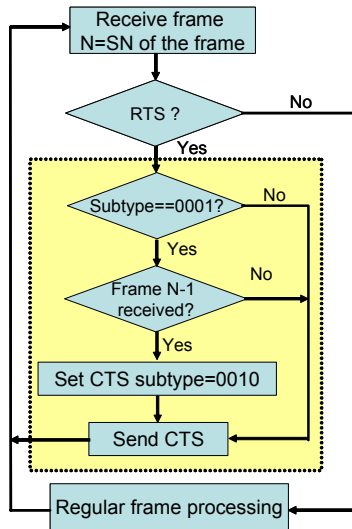 Receive frame
N=SN of the frame
RTS ?
No
Yes
Subtype==0001?
No
Yes
Frame N-1
received?
No
Yes
Set CTS subtype=0010
Send CTS
Regular frame processing